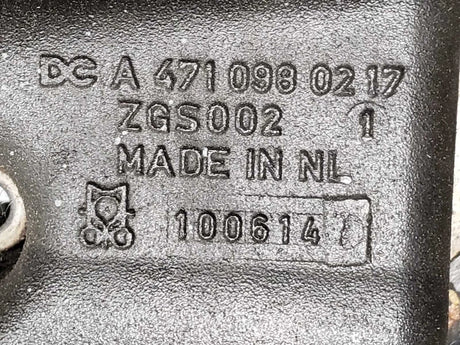 DC A 471 098 02 17
ZGS002 1
MADE IN NL
100614